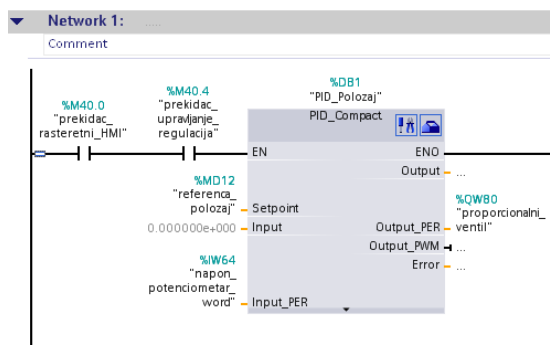 Network 1: .....
Comment
%DB1
"PID_Polozaj"
PID_Compact
%M40.0
"prekidac_
rasteretni_HMI"
%M40.4
"prekidac_
upravljanje_
regulacija"
EN
ENO
Output
...
%MD12
"referenca_
polozaj"
Setpoint
0.000000e+000
Input
%QW80
"proporcionalni_
ventil"
Output_PER
Output_PWM
...
Error
...
%IW64
"napon_
potenciometar_
word"
Input_PER